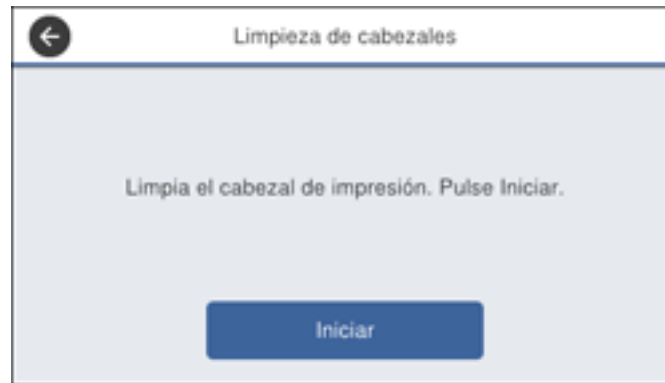 Limpieza de cabezales
Limpia el cabezal de impresión. Pulse Iniciar.
Iniciar